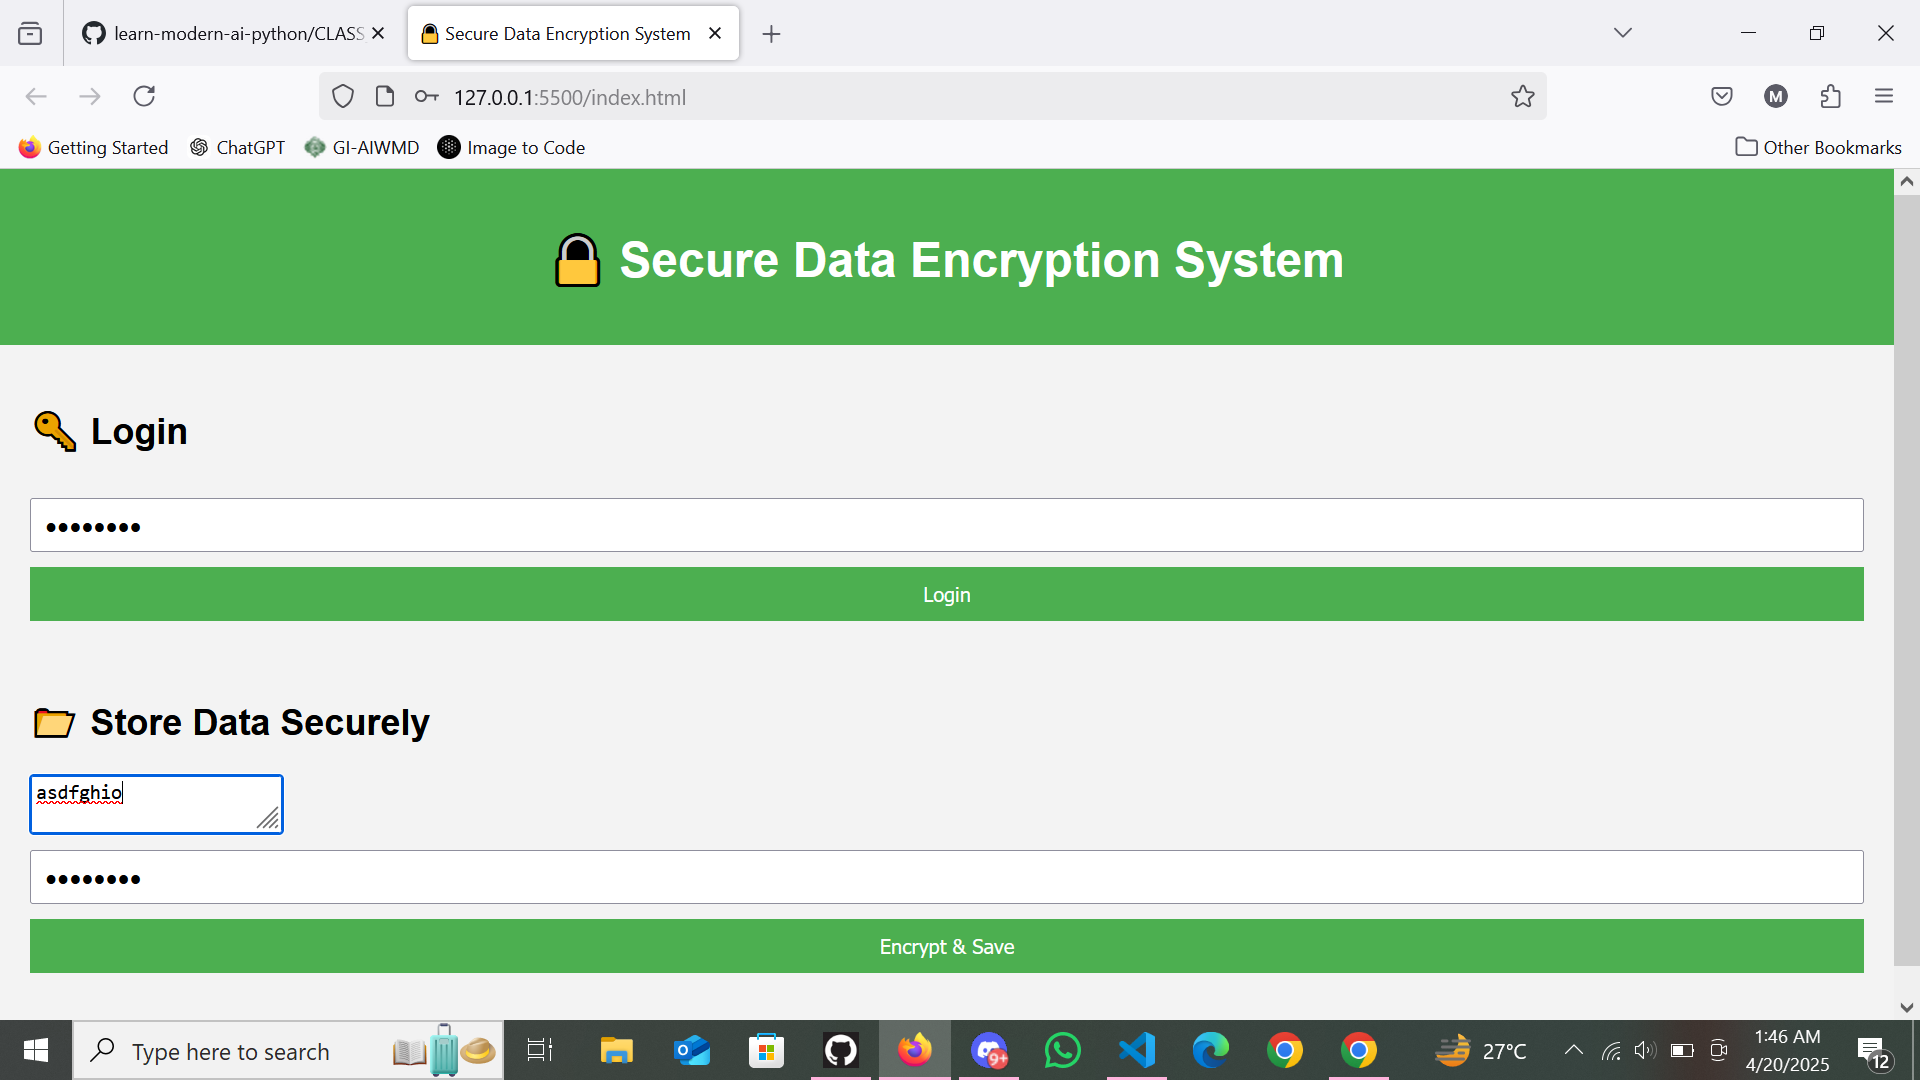 learn-modern-ai-python/CLASS
Secure Data Encryption System
127.0.0.1:5500/index.html
M
Getting Started
ChatGPT
GI-AIWMD
Image to Code
Other Bookmarks
Secure Data Encryption System
Login
••••••••
Login
Store Data Securely
asdfghio
••••••••
Encrypt & Save
Type here to search
9+
27°C
1:46 AM
4/20/2025
12